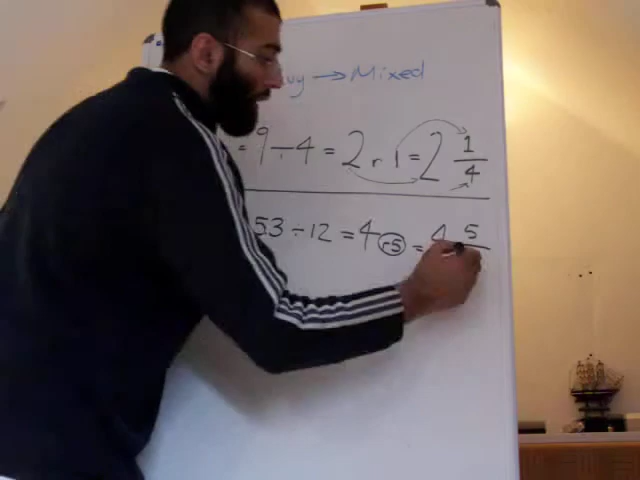 → Mixed
= 9 ÷ 4 = 2 r 1 = 2 1/4
53 ÷ 12 = 4 r5 = 4 5